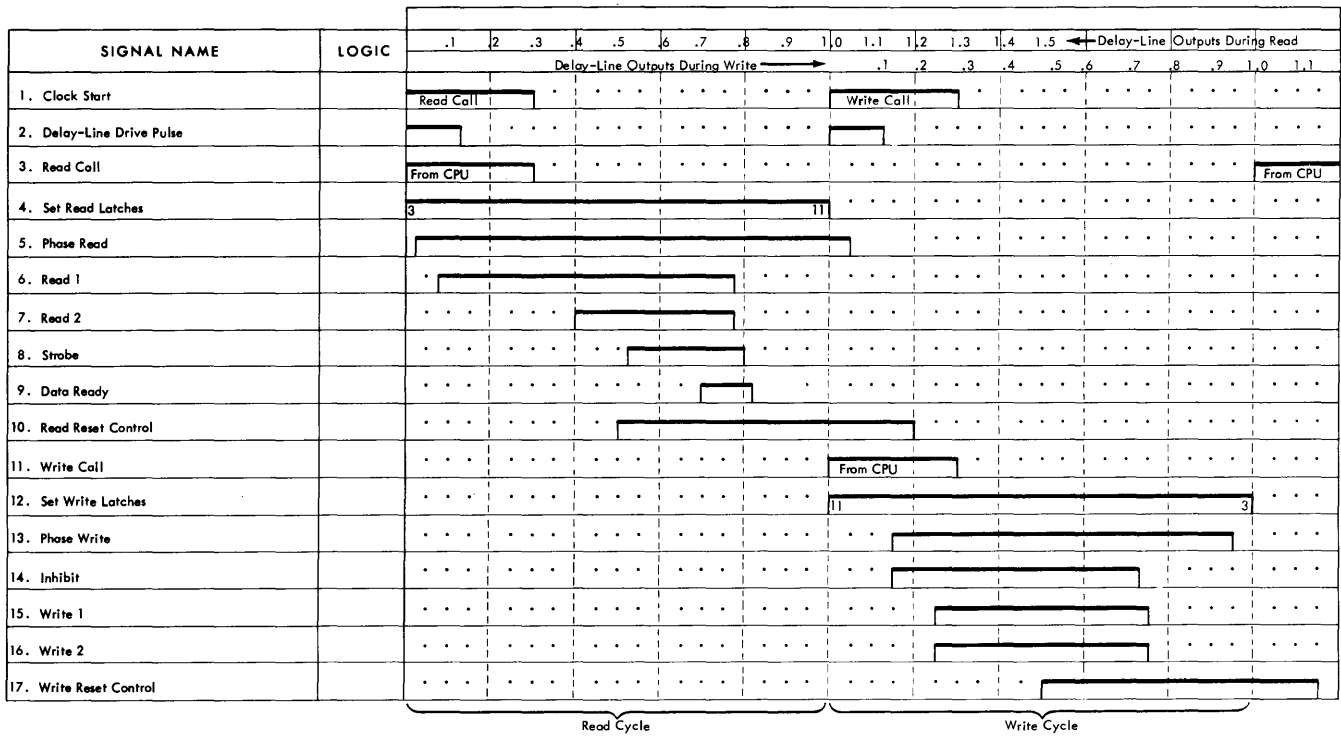 .1 .2 .3 .4 .5 .6 .7 .8 .9 1.0 1.1 1.2 1.3 1.4 1.5 Delay-Line Outputs During Read
SIGNAL NAME LOGIC
Delay-Line Outputs During Write .1 .2 .3 .4 .5 .6 .7 .8 .9 1.0 1.1
1. Clock Start Read Call Write Call
2. Delay-Line Drive Pulse
3. Read Call From CPU From CPU
4. Set Read Latches 3 11
5. Phase Read
6. Read 1
7. Read 2
8. Strobe
9. Data Ready
10. Read Reset Control
11. Write Call From CPU
12. Set Write Latches 11 3
13. Phase Write
14. Inhibit
15. Write 1
16. Write 2
17. Write Reset Control
Read Cycle Write Cycle